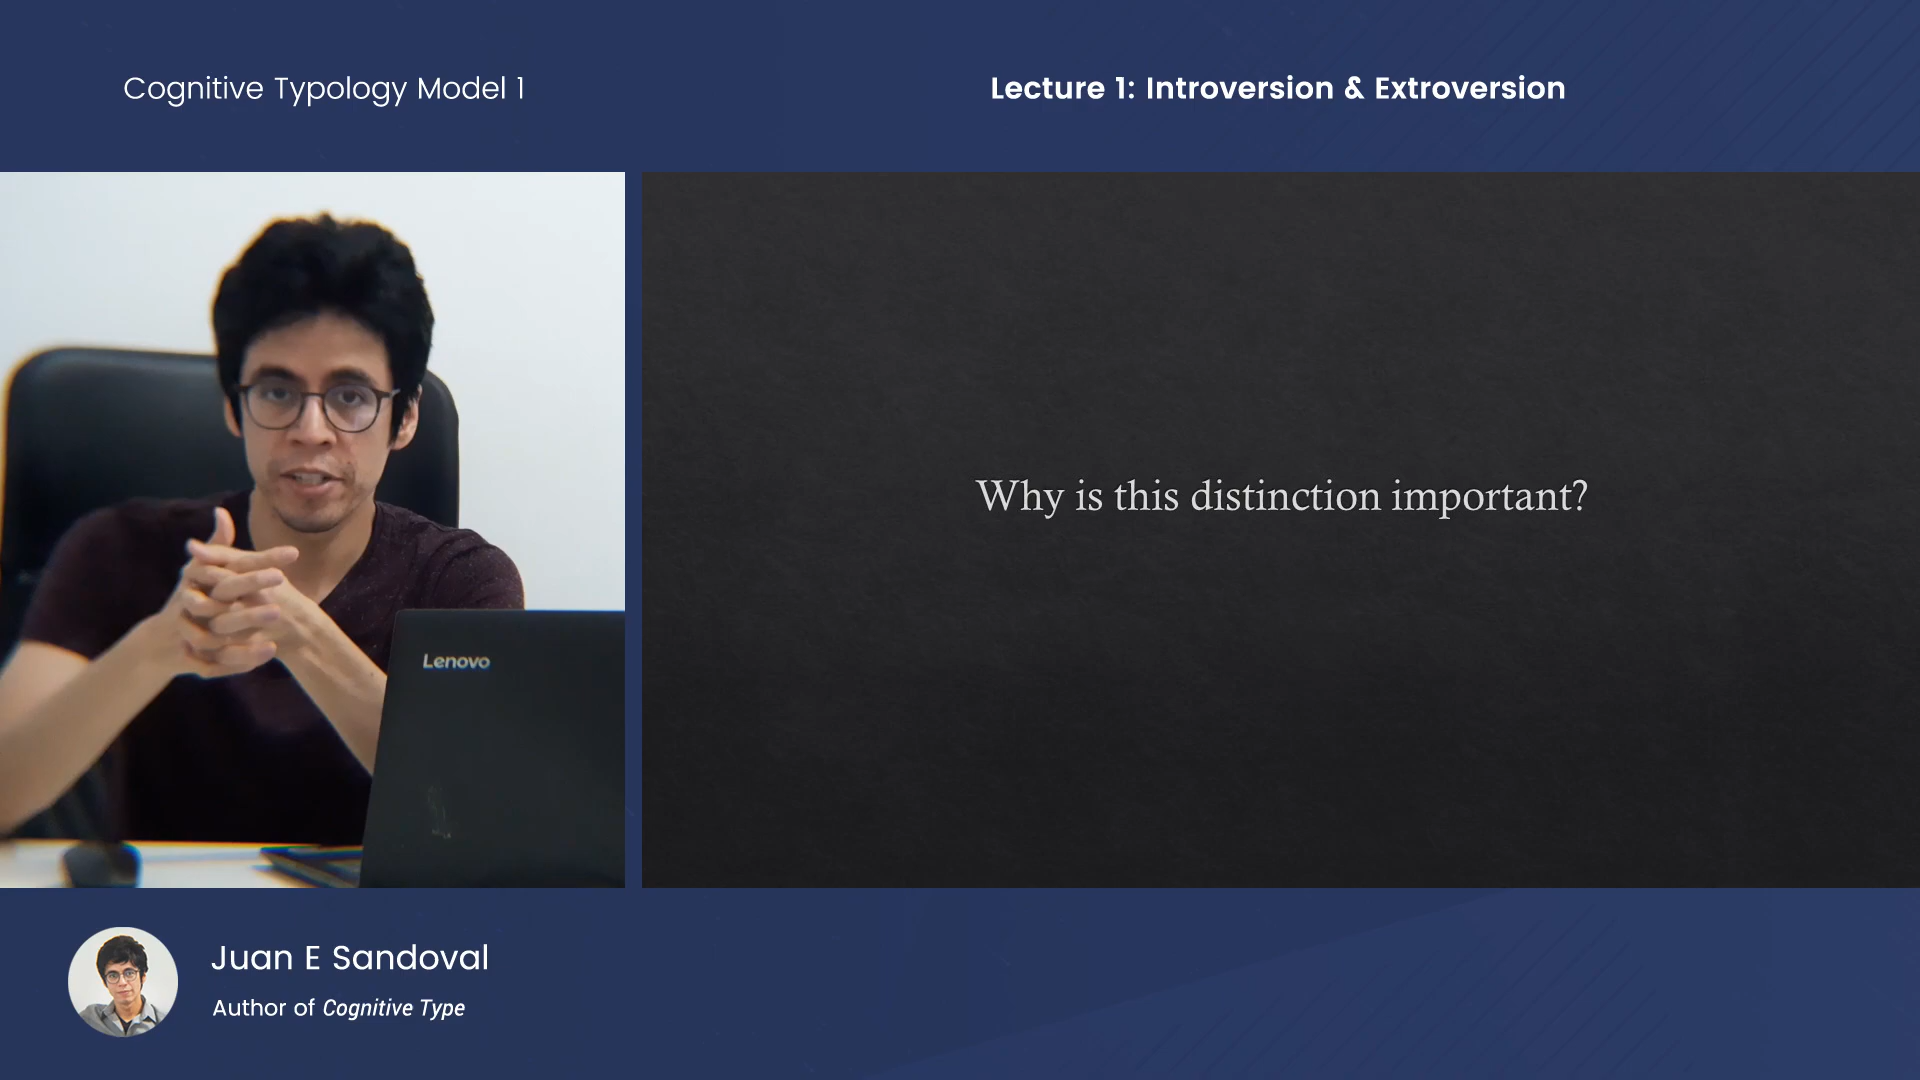 Cognitive Typology Model 1
Lecture 1: Introversion & Extroversion
Why is this distinction important?
Lenovo
Juan E Sandoval
Author of Cognitive Type